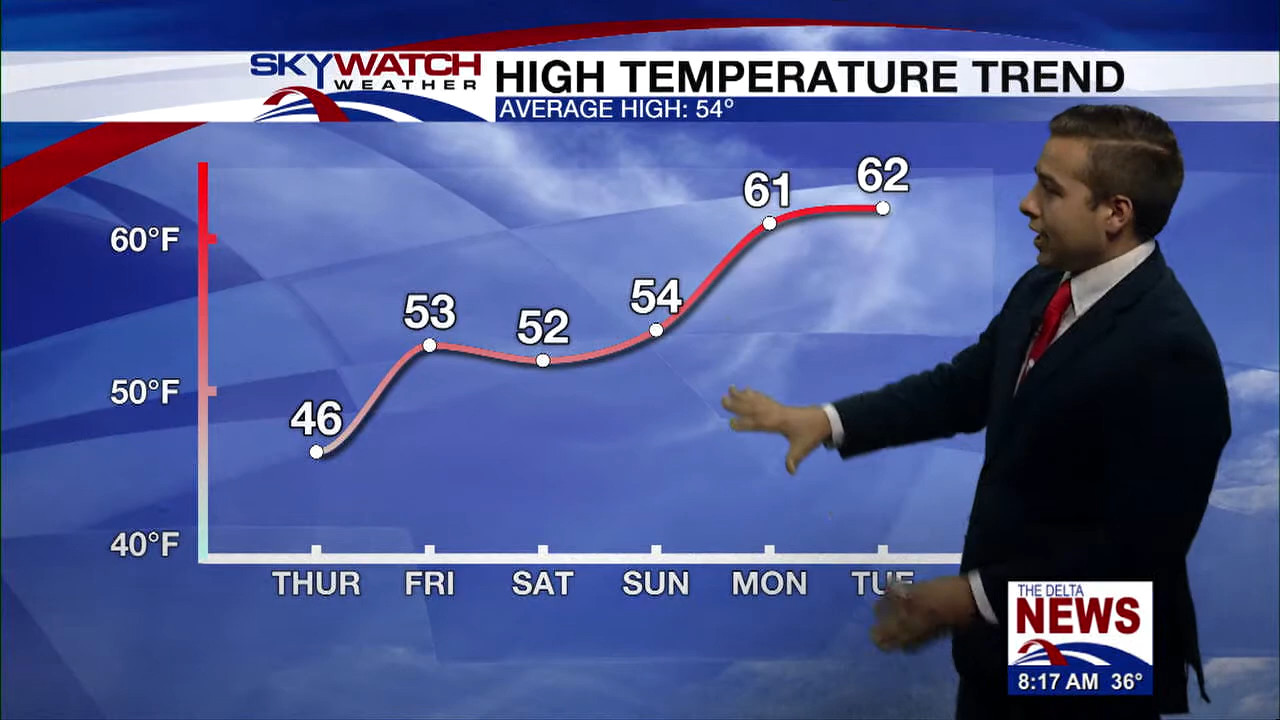 SKYWATCH
WEATHER
HIGH TEMPERATURE TREND
AVERAGE HIGH: 54°
61
62
60°F
53
52
54
50°F
46
40°F
THUR FRI SAT SUN MON TUE
THE DELTA
NEWS
8:17 AM 36°